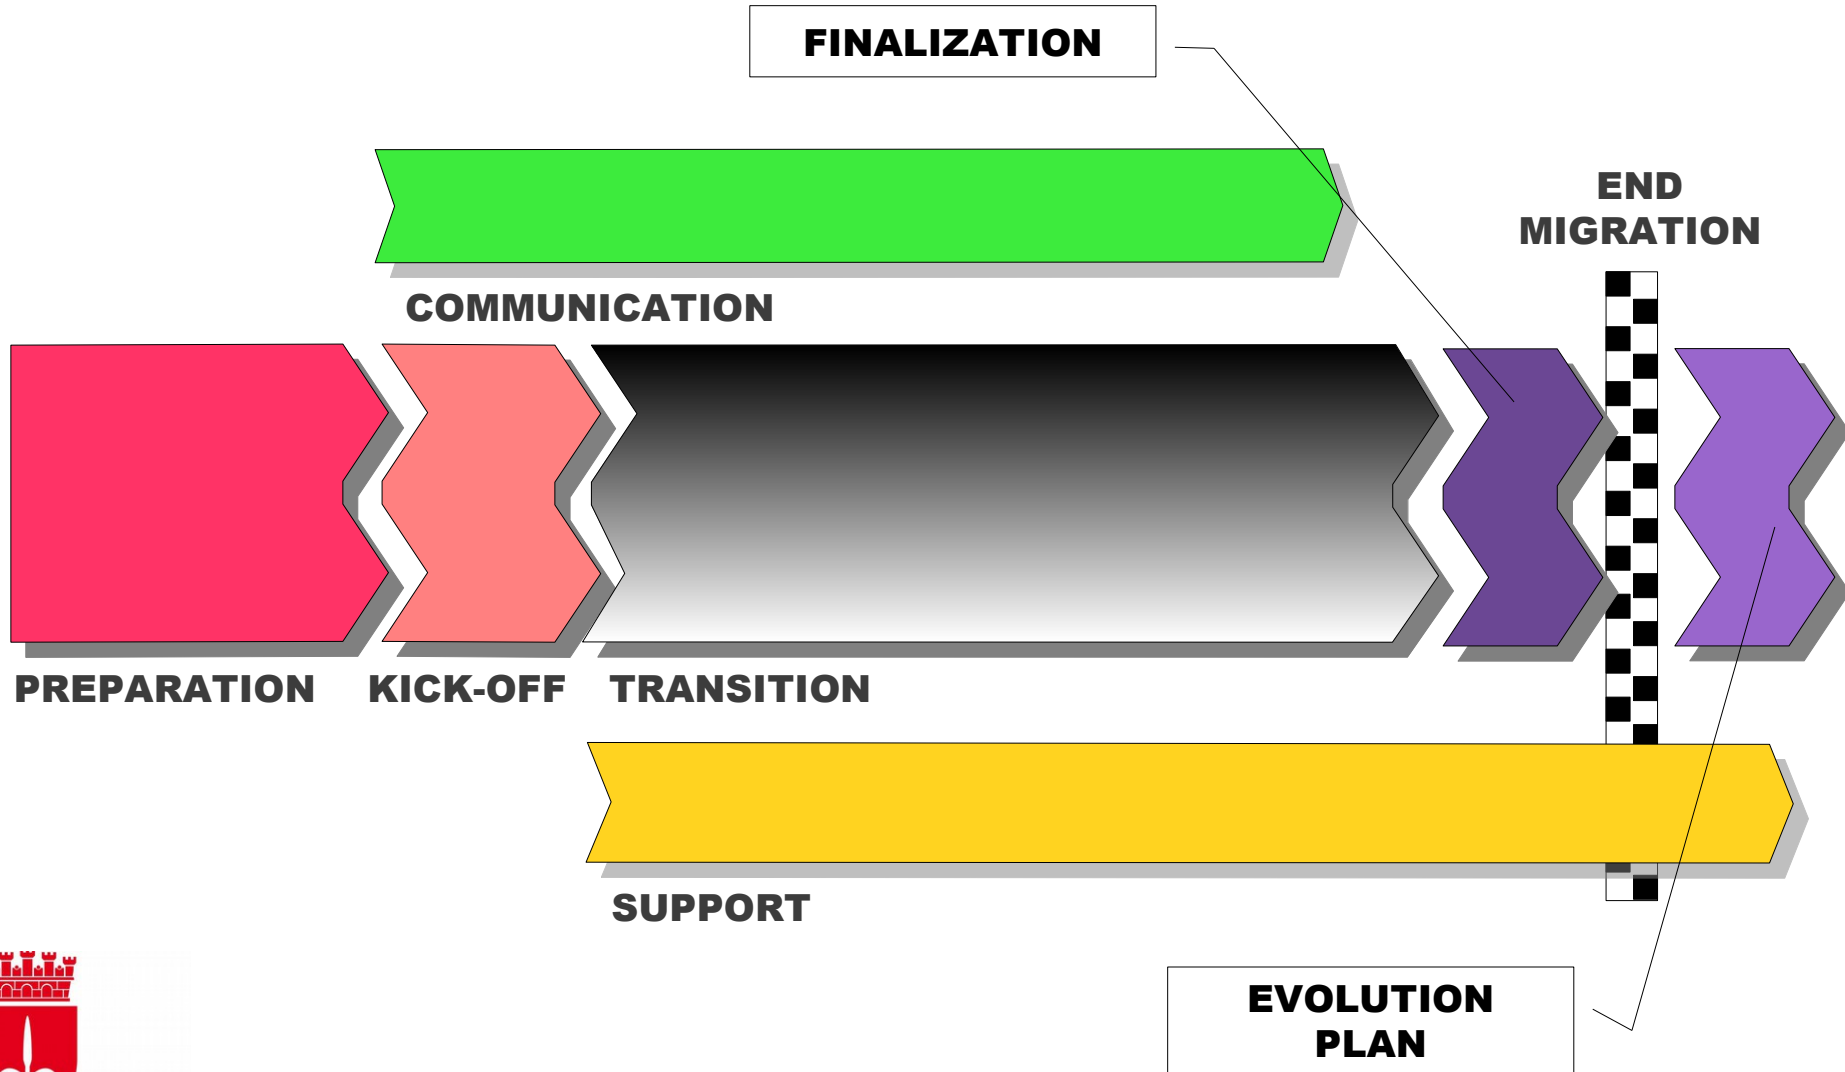 FINALIZATION
END
MIGRATION
COMMUNICATION
PREPARATION
KICK-OFF
TRANSITION
SUPPORT
EVOLUTION
PLAN